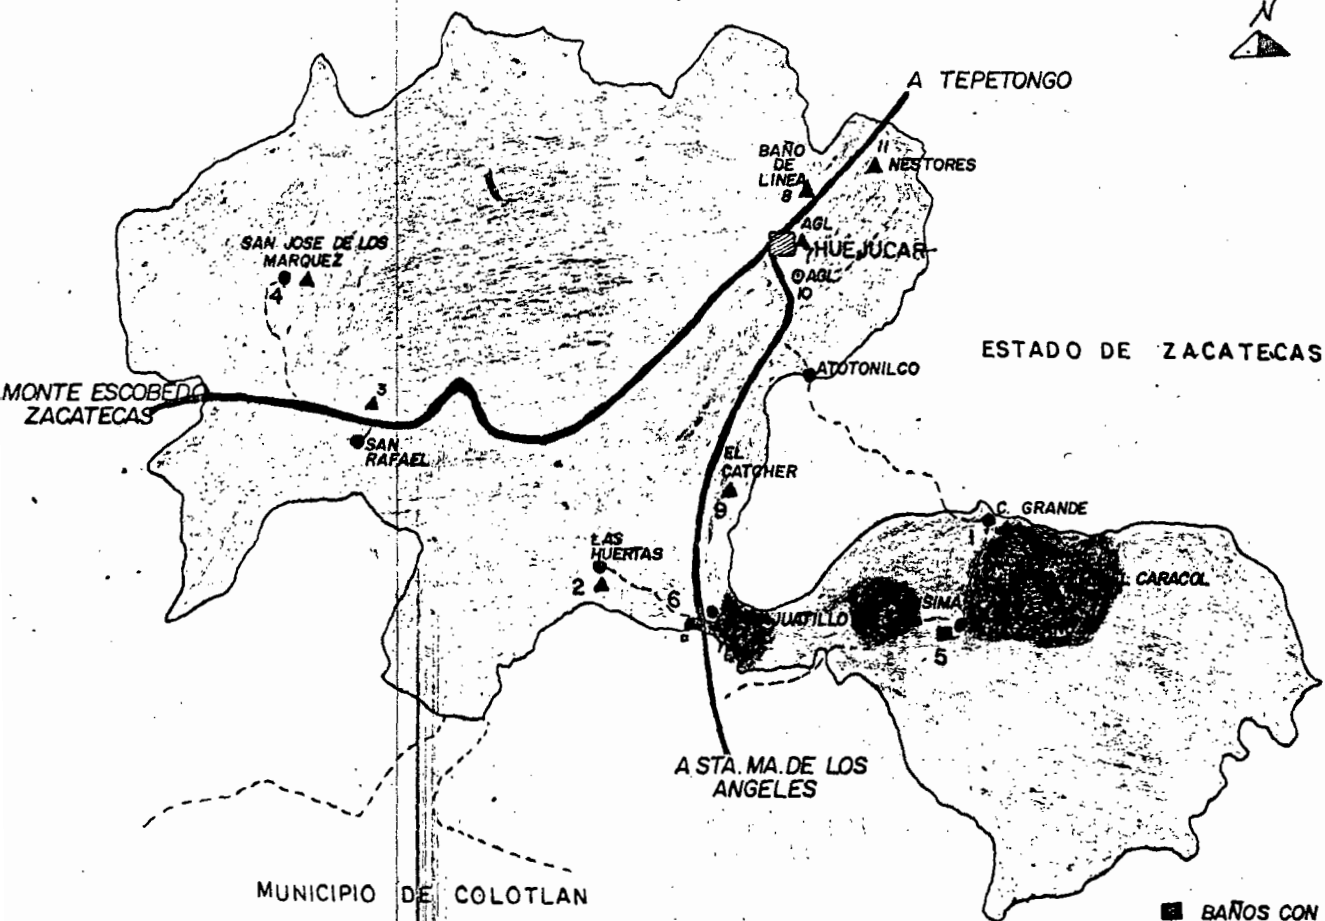 N
A TEPETONGO
11
NESTORES
BAÑO
DE
LINEA
8
AGL
HUEJUCAR
AGL
10
SAN JOSE DE LOS
MARQUEZ
4
ESTADO DE ZACATECAS
ATOTONILCO
MONTE ESCOBEDO
ZACATECAS
3
SAN
RAFAEL
EL
CATCHER
9
C. GRANDE
1
LAS
HUERTAS
2
6
CARACOL
SIMA
5
A STA. MA. DE LOS
ANGELES
MUNICIPIO DE COLOTLAN
BAÑOS CON